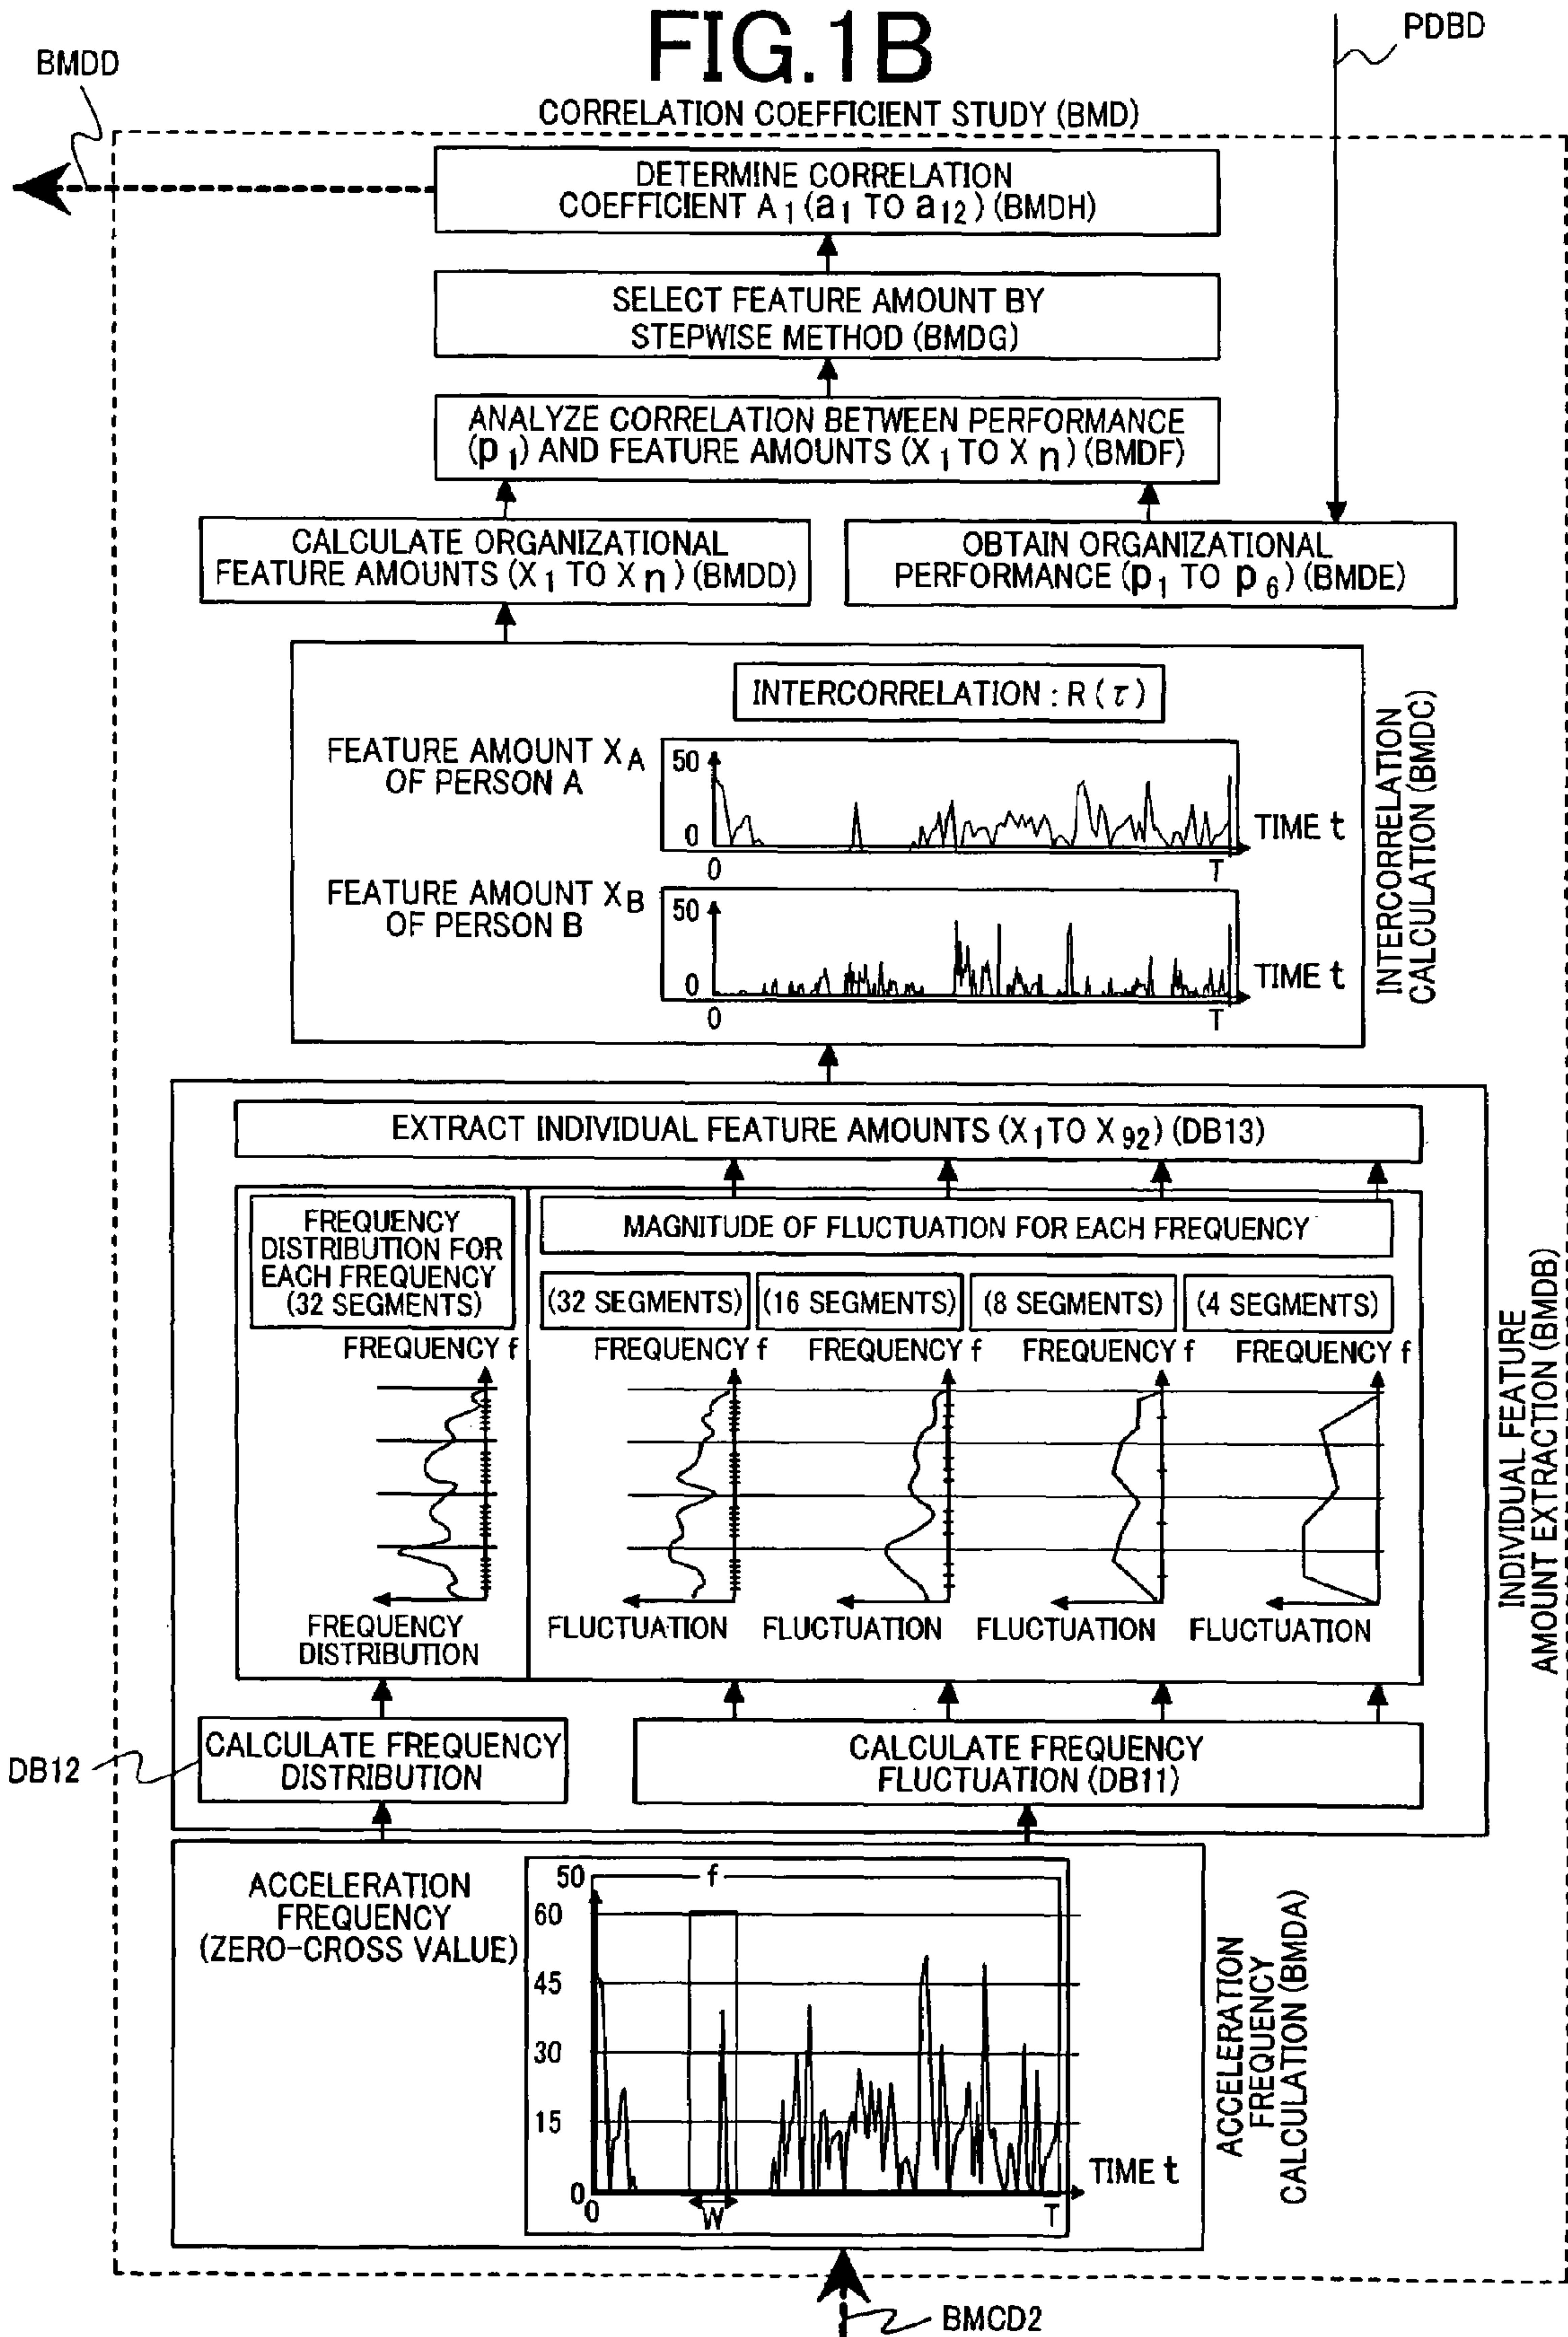 FIG.1B
PDBD
BMDD
CORRELATION COEFFICIENT STUDY (BMD)
DETERMINE CORRELATION
COEFFICIENT A1 (a1 TO a12) (BMDH)
SELECT FEATURE AMOUNT BY
STEPWISE METHOD (BMDG)
ANALYZE CORRELATION BETWEEN PERFORMANCE
(p1) AND FEATURE AMOUNTS (X1 TO Xn) (BMDF)
CALCULATE ORGANIZATIONAL
FEATURE AMOUNTS (X1 TO Xn) (BMDD)
OBTAIN ORGANIZATIONAL
PERFORMANCE (p1 TO p6) (BMDE)
INTERCORRELATION : R (τ)
FEATURE AMOUNT XA
OF PERSON A
50
0
0
T
TIME t
FEATURE AMOUNT XB
OF PERSON B
50
0
0
T
TIME t
INTERCORRELATION
CALCULATION (BMDC)
EXTRACT INDIVIDUAL FEATURE AMOUNTS (X1 TO X92) (DB13)
FREQUENCY
DISTRIBUTION FOR
EACH FREQUENCY
(32 SEGMENTS)
MAGNITUDE OF FLUCTUATION FOR EACH FREQUENCY
(32 SEGMENTS)
(16 SEGMENTS)
(8 SEGMENTS)
(4 SEGMENTS)
FREQUENCY f
FREQUENCY f
FREQUENCY f
FREQUENCY f
FREQUENCY f
FREQUENCY
DISTRIBUTION
FLUCTUATION
FLUCTUATION
FLUCTUATION
FLUCTUATION
INDIVIDUAL FEATURE
AMOUNT EXTRACTION (BMDB)
DB12
CALCULATE FREQUENCY
DISTRIBUTION
CALCULATE FREQUENCY
FLUCTUATION (DB11)
ACCELERATION
FREQUENCY
(ZERO-CROSS VALUE)
50
f
60
45
30
15
0
0
W
T
TIME t
ACCELERATION
FREQUENCY
CALCULATION (BMDA)
BMCD2